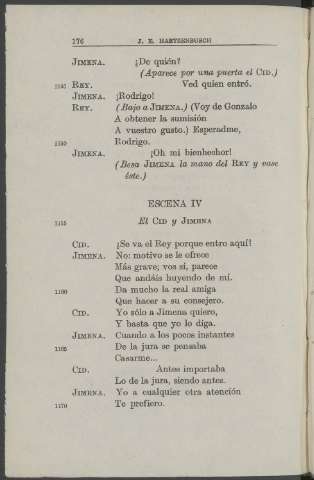 176 J. E. HARTZENBUSCH
JIMENA. ¿De quién?
(Aparece por una puerta el CID.)
REY. Ved quien entró.
JIMENA. ¡Rodrigo!
REY. (Bajo a JIMENA.) (Voy de Gonzalo
A obtener la sumisión
A vuestro gusto.) Esperadme,
1150 Rodrigo.
JIMENA. ¡Oh mi bienhechor!
(Besa JIMENA la mano del REY y vase
éste.)
ESCENA IV
1155 El CID y JIMENA
CID. ¿Se va el Rey porque entro aquí?
JIMENA. No: motivo se le ofrece
Más grave; vos sí, parece
Que andáis huyendo de mí.
1160 Da mucho la real amiga
Que hacer a su consejero.
CID. Yo sólo a Jimena quiero,
Y basta que yo lo diga.
JIMENA. Cuando a los pocos instantes
1165 De la jura se pensaba
Casarme...
CID. Antes importaba
Lo de la jura, siendo antes.
JIMENA. Yo a cualquier otra atención
1170 Te prefiero.